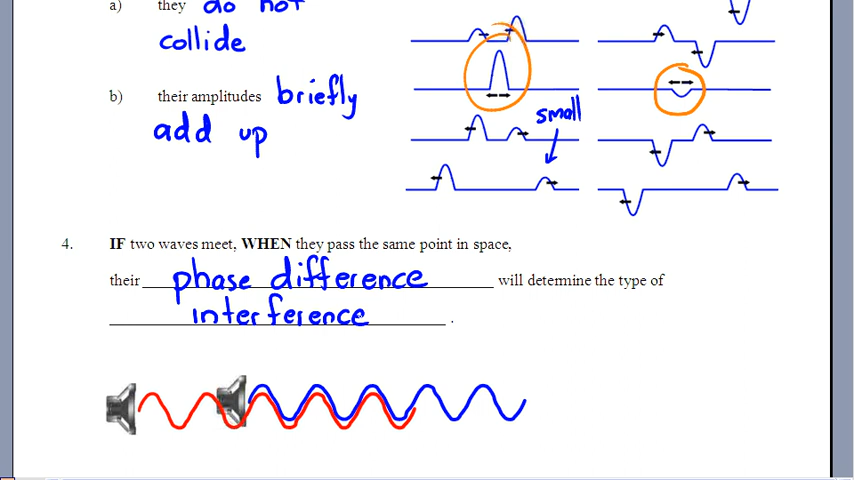 a) they do not
collide
b) their amplitudes briefly
add up
small
4. IF two waves meet, WHEN they pass the same point in space,
their phase difference will determine the type of
interference .